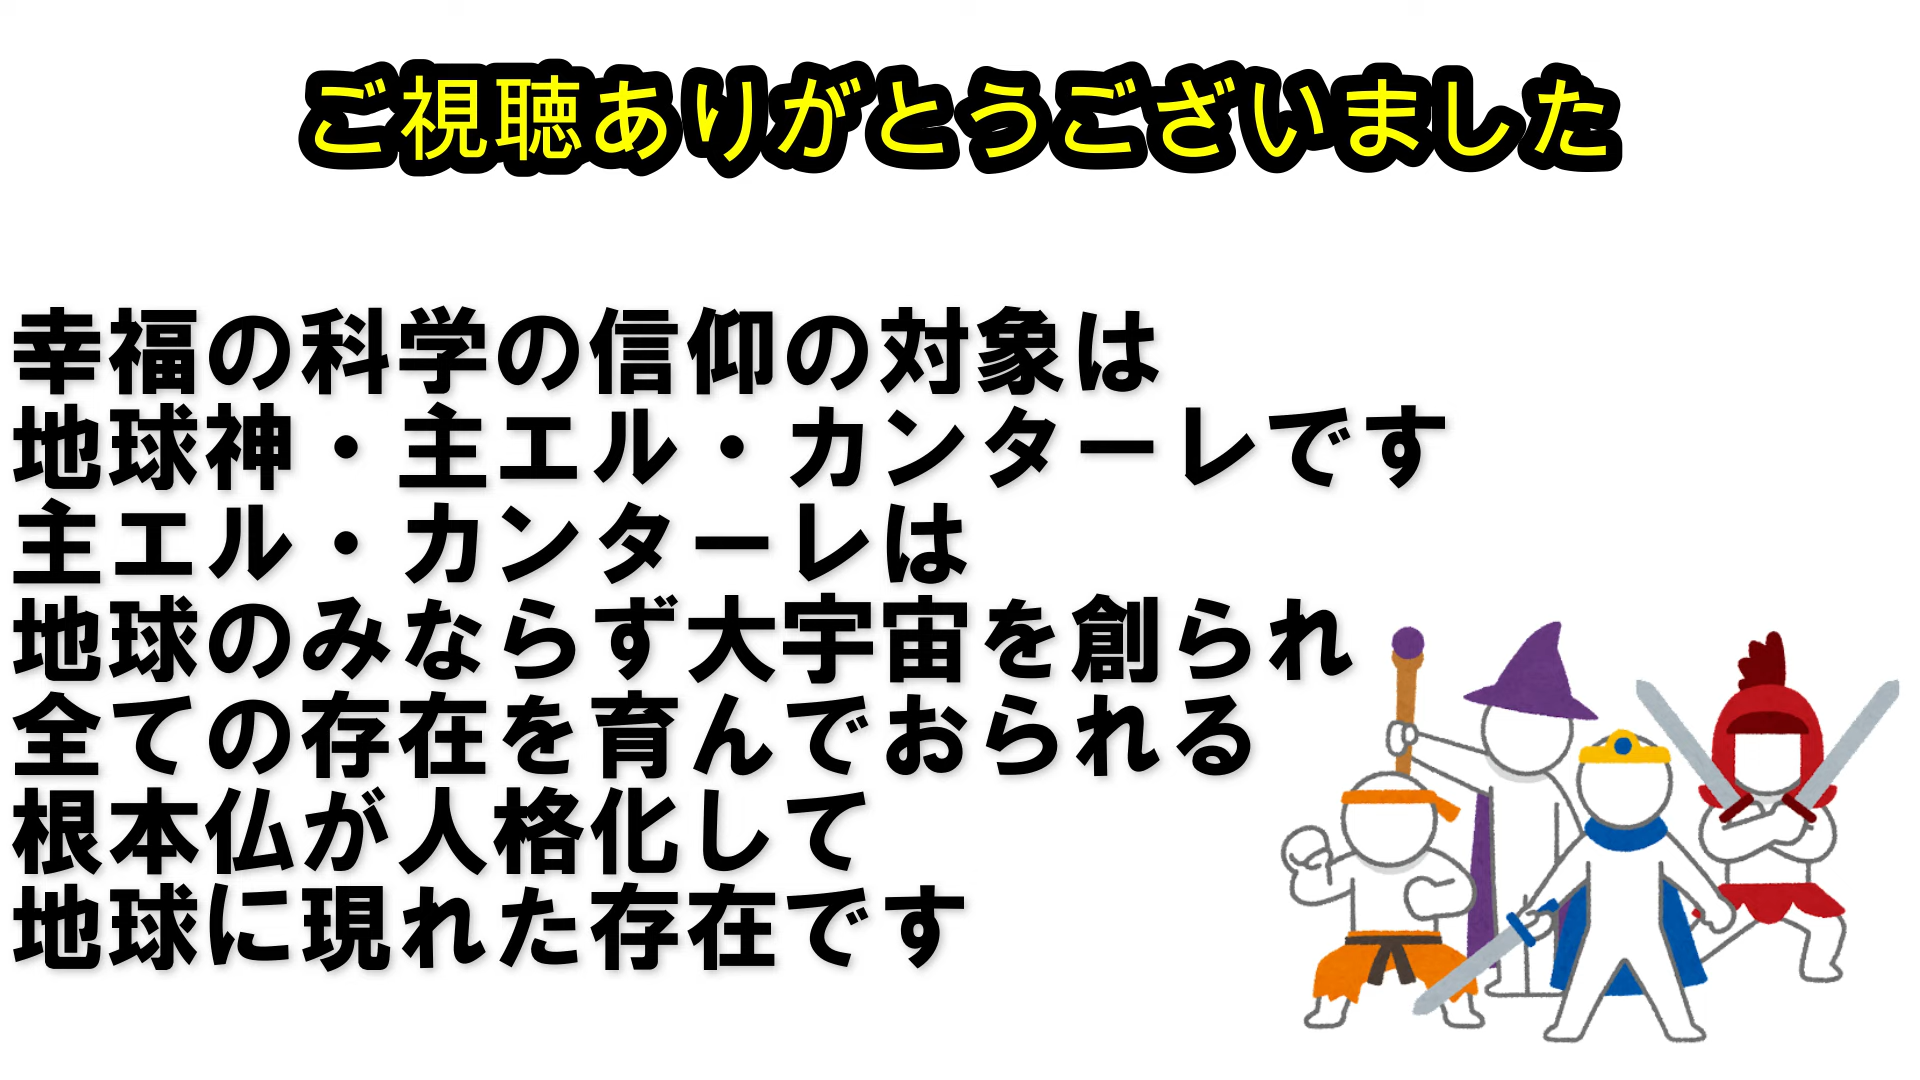 ご視聴ありがとうございました
幸福の科学の信仰の対象は
地球神・主エル・カンターレです
主エル・カンターレは
地球のみならず大宇宙を創られ
全ての存在を育んでおられる
根本仏が人格化して
地球に現れた存在です